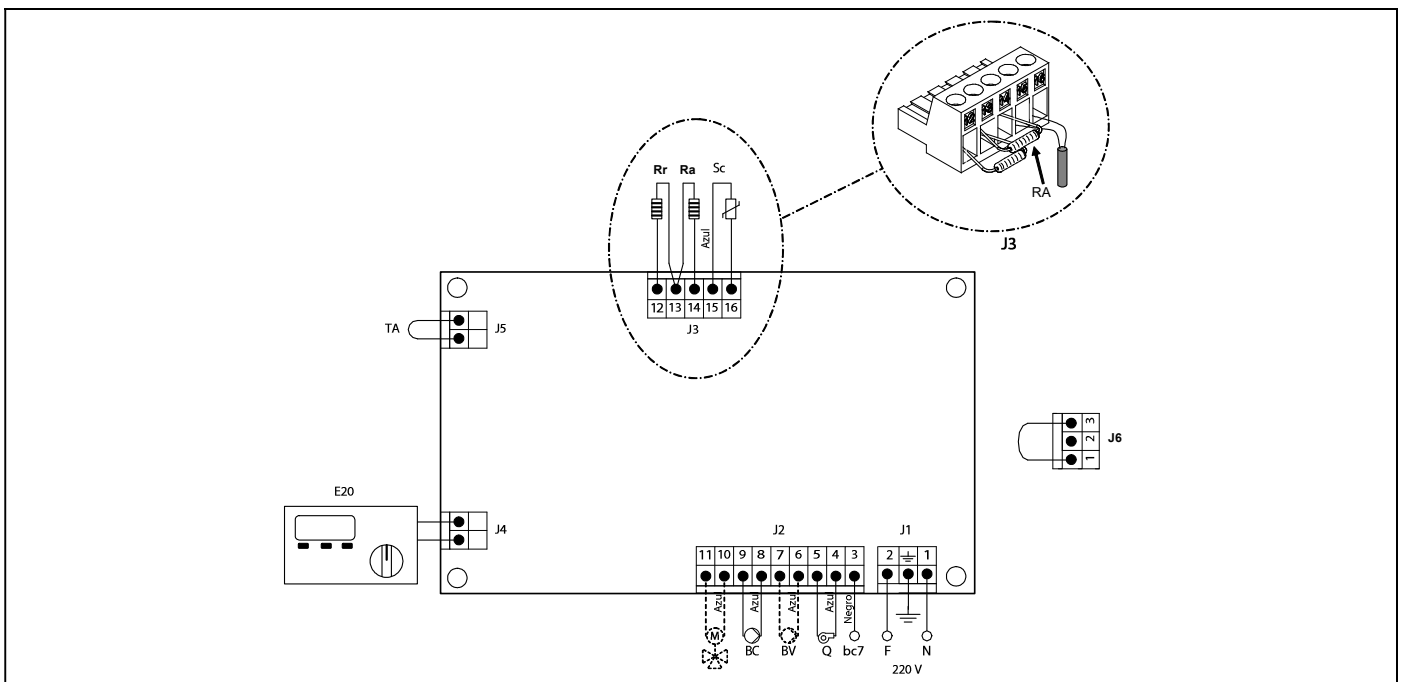 Rr Ra Sc
Azul
12 13 14 15 16
J3
RA
J3
TA
J5
J6
3
2
1
E20
J4
J2
J1
11 10 9 8 7 6 5 4 3
2 1
Azul Azul Azul Azul Negro
M
BC BV Q bc7 F N
220 V